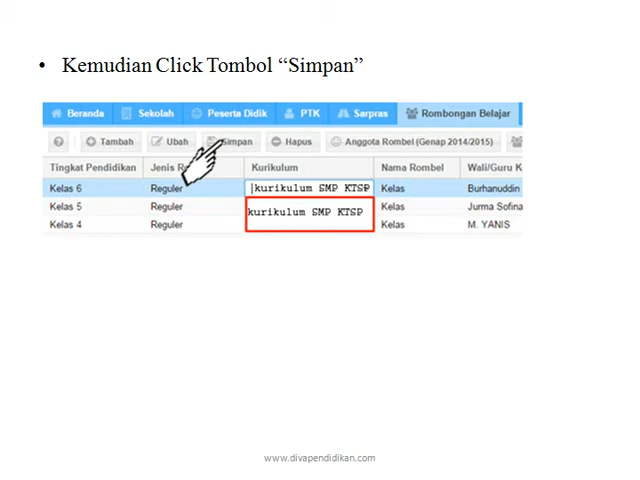 • Kemudian Click Tombol “Simpan”
Beranda Sekolah Peserta Didik PTK Sarpras Rombongan Belajar
Tambah Ubah Simpan Hapus Anggota Rombel (Genap 2014/2015)
Tingkat Pendidikan Jenis R Kurikulum Nama Rombel Wali/Guru K
Kelas 6 Reguler kurikulum SMP KTSP Kelas Burhanuddin
Kelas 5 Reguler kurikulum SMP KTSP Kelas Jurma Sofina
Kelas 4 Reguler Kelas M. YANIS
www.divapendidikan.com